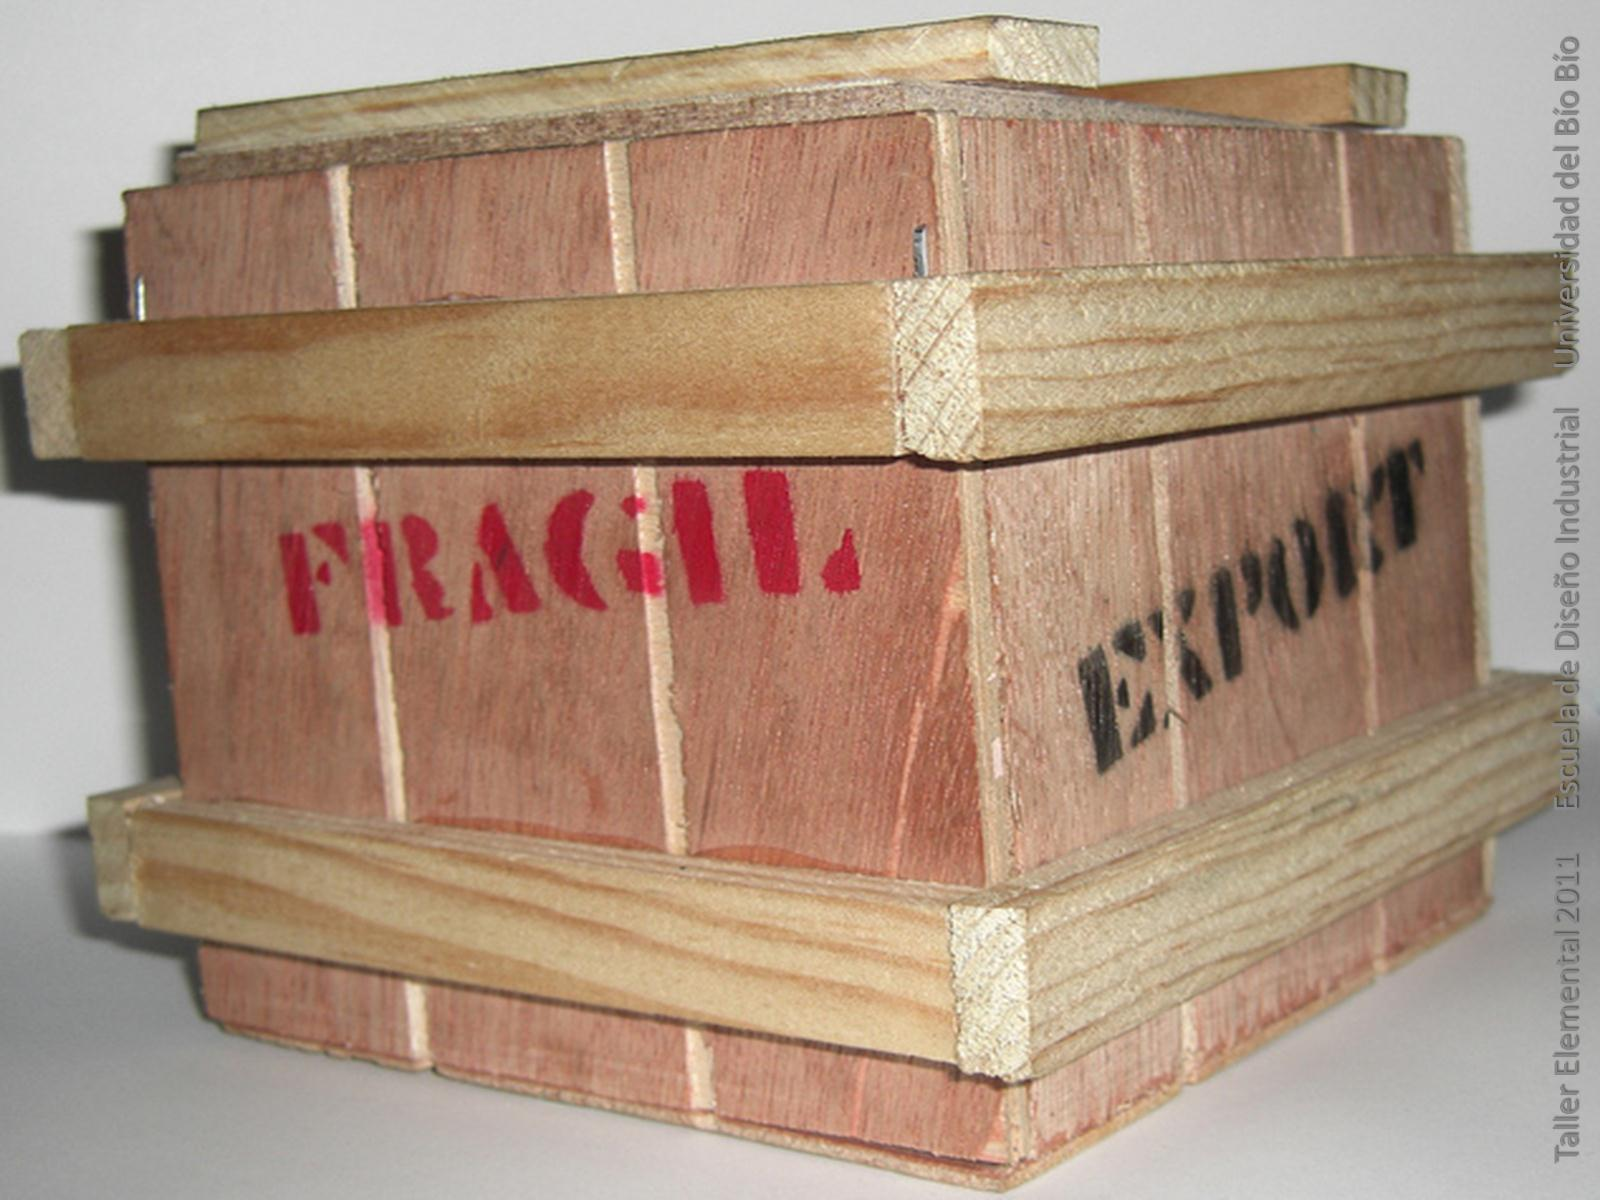 FRAGIL
EXPORT
Taller Elemental 2011 Escuela de Diseño Industrial Universidad del Bío Bío